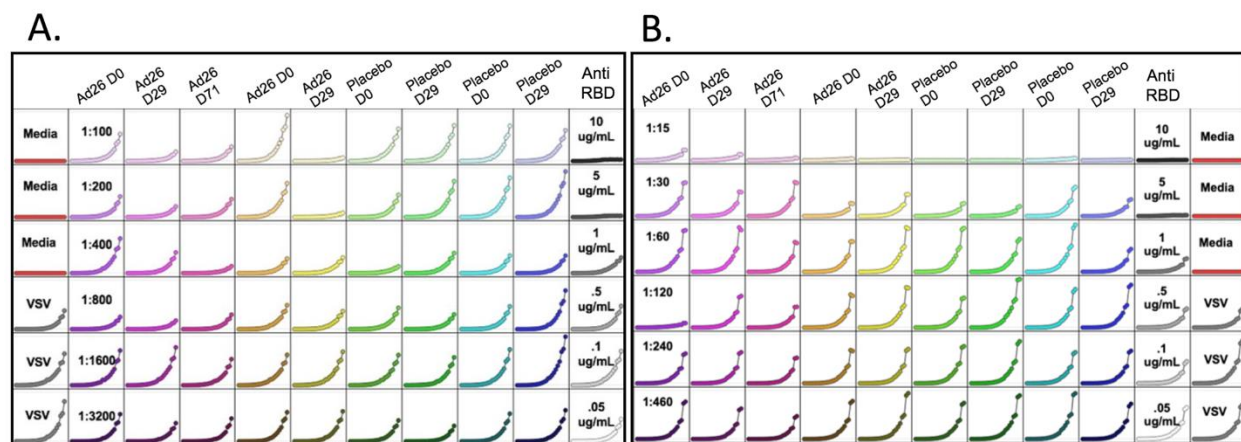 A.
Ad26 D0 Ad26 D29 Ad26 D71 Ad26 D0 Ad26 D29 Placebo D0 Placebo D29 Placebo D0 Placebo D29 Anti RBD
Media 1:100 10 ug/mL
Media 1:200 5 ug/mL
Media 1:400 1 ug/mL
VSV 1:800 .5 ug/mL
VSV 1:1600 .1 ug/mL
VSV 1:3200 .05 ug/mL
B.
Ad26 D0 Ad26 D29 Ad26 D71 Ad26 D0 Ad26 D29 Placebo D0 Placebo D29 Placebo D0 Placebo D29 Anti RBD
1:15 10 ug/mL Media
1:30 5 ug/mL Media
1:60 1 ug/mL Media
1:120 .5 ug/mL VSV
1:240 .1 ug/mL VSV
1:460 .05 ug/mL VSV